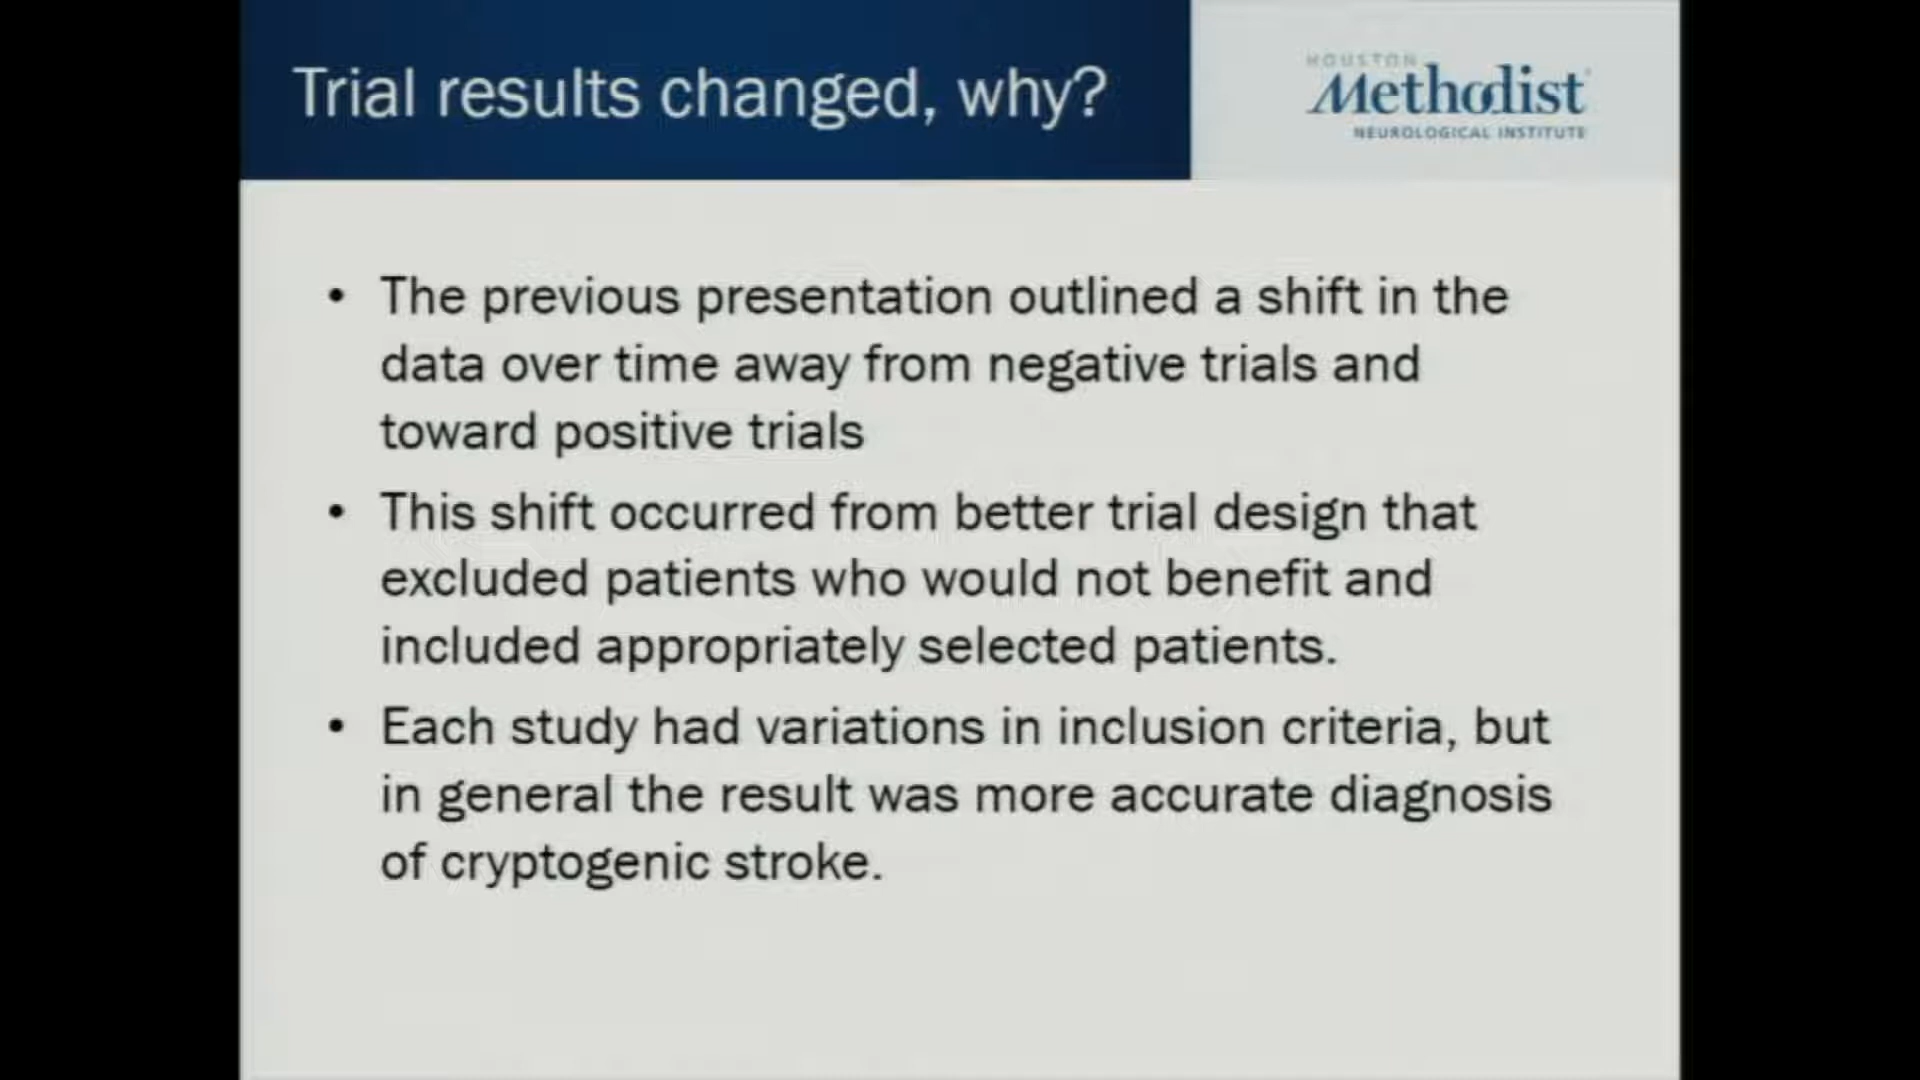 Trial results changed, why?
HOUSTON
Methodist
NEUROLOGICAL INSTITUTE
• The previous presentation outlined a shift in the
data over time away from negative trials and
toward positive trials
• This shift occurred from better trial design that
excluded patients who would not benefit and
included appropriately selected patients.
• Each study had variations in inclusion criteria, but
in general the result was more accurate diagnosis
of cryptogenic stroke.